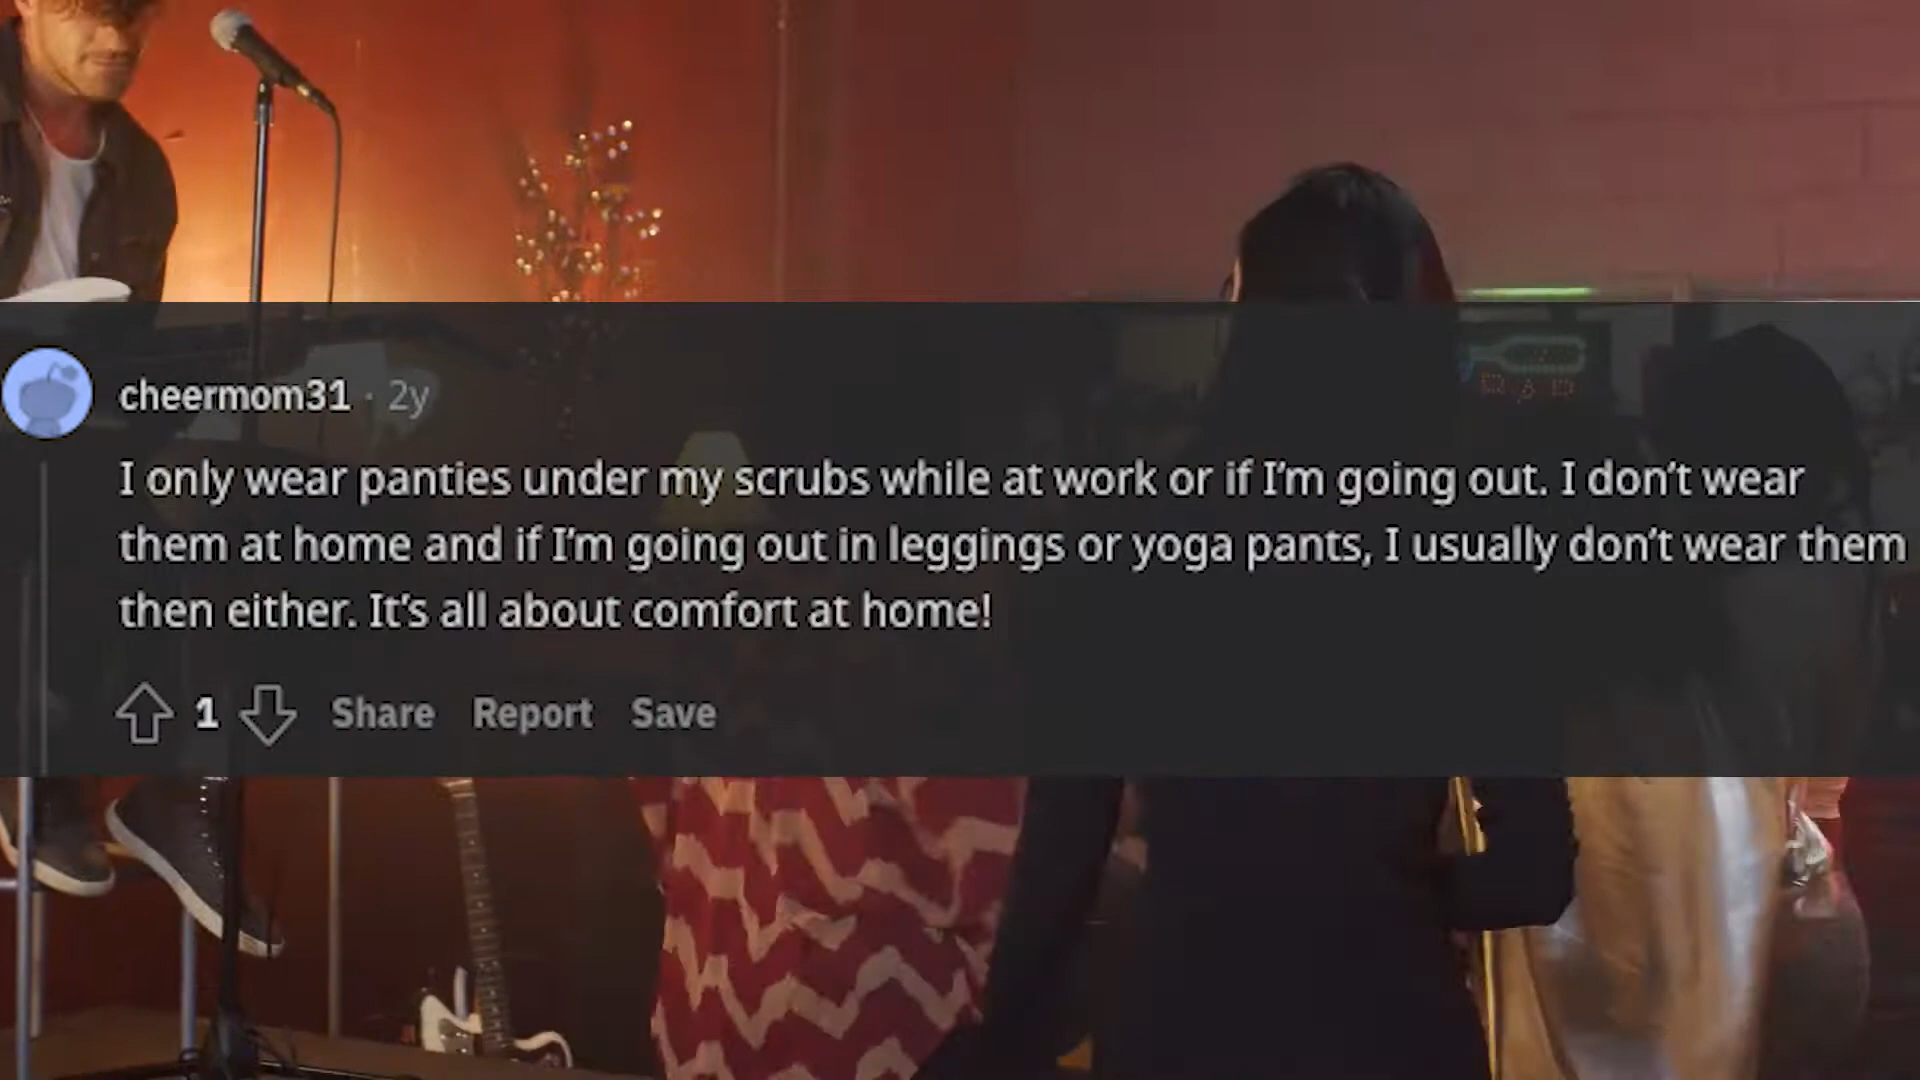 cheermom31 · 2y
I only wear panties under my scrubs while at work or if I’m going out. I don’t wear
them at home and if I’m going out in leggings or yoga pants, I usually don’t wear them
then either. It’s all about comfort at home!
1 Share Report Save